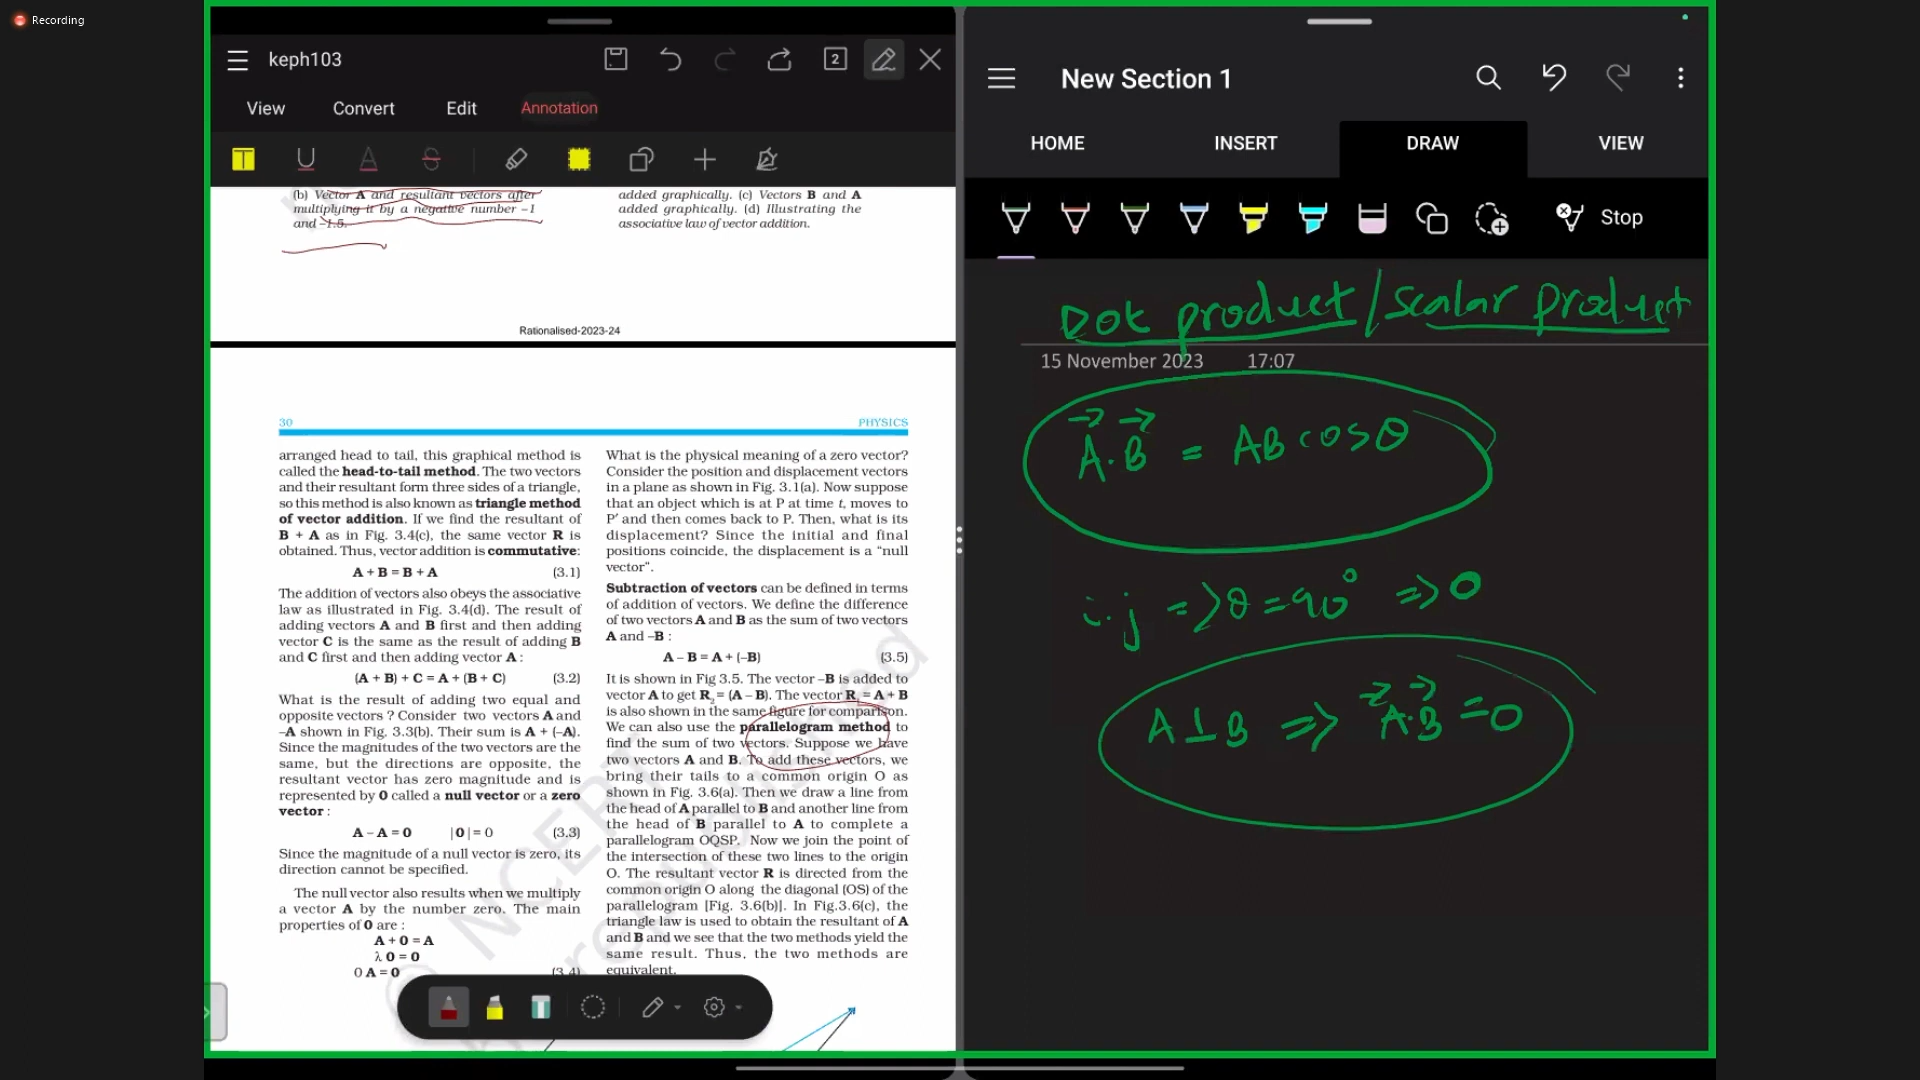 Recording
keph103
2
View Convert Edit Annotation
T U A S
(b) Vector A and resultant vectors after
multiplying it by a negative number –1
and –1.5.
added graphically. (c) Vectors B and A
added graphically. (d) Illustrating the
associative law of vector addition.
Rationalised-2023-24
30 PHYSICS
arranged head to tail, this graphical method is
called the head-to-tail method. The two vectors
and their resultant form three sides of a triangle,
so this method is also known as triangle method
of vector addition. If we find the resultant of
B + A as in Fig. 3.4(c), the same vector R is
obtained. Thus, vector addition is commutative:
A + B = B + A (3.1)
The addition of vectors also obeys the associative
law as illustrated in Fig. 3.4(d). The result of
adding vectors A and B first and then adding
vector C is the same as the result of adding B
and C first and then adding vector A :
(A + B) + C = A + (B + C) (3.2)
What is the result of adding two equal and
opposite vectors ? Consider two vectors A and
–A shown in Fig. 3.3(b). Their sum is A + (–A).
Since the magnitudes of the two vectors are the
same, but the directions are opposite, the
resultant vector has zero magnitude and is
represented by 0 called a null vector or a zero
vector :
A – A = 0 |0| = 0 (3.3)
Since the magnitude of a null vector is zero, its
direction cannot be specified.
The null vector also results when we multiply
a vector A by the number zero. The main
properties of 0 are :
A + 0 = A
λ 0 = 0
0 A = 0 (3.4)
What is the physical meaning of a zero vector?
Consider the position and displacement vectors
in a plane as shown in Fig. 3.1(a). Now suppose
that an object which is at P at time t, moves to
P′ and then comes back to P. Then, what is its
displacement? Since the initial and final
positions coincide, the displacement is a “null
vector”.
Subtraction of vectors can be defined in terms
of addition of vectors. We define the difference
of two vectors A and B as the sum of two vectors
A and –B :
A – B = A + (–B) (3.5)
It is shown in Fig 3.5. The vector –B is added to
vector A to get R₂ = (A – B). The vector R₁ = A + B
is also shown in the same figure for comparison.
We can also use the parallelogram method to
find the sum of two vectors. Suppose we have
two vectors A and B. To add these vectors, we
bring their tails to a common origin O as
shown in Fig. 3.6(a). Then we draw a line from
the head of A parallel to B and another line from
the head of B parallel to A to complete a
parallelogram OQSP. Now we join the point of
the intersection of these two lines to the origin
O. The resultant vector R is directed from the
common origin O along the diagonal (OS) of the
parallelogram [Fig. 3.6(b)]. In Fig.3.6(c), the
triangle law is used to obtain the resultant of A
and B and we see that the two methods yield the
same result. Thus, the two methods are
equivalent.
New Section 1
HOME INSERT DRAW VIEW
Stop
Dot product/scalar product
15 November 2023 17:07
A⃗·B⃗ = AB cosθ
i·j => θ=90° => 0
A⊥B => A⃗·B⃗ = 0